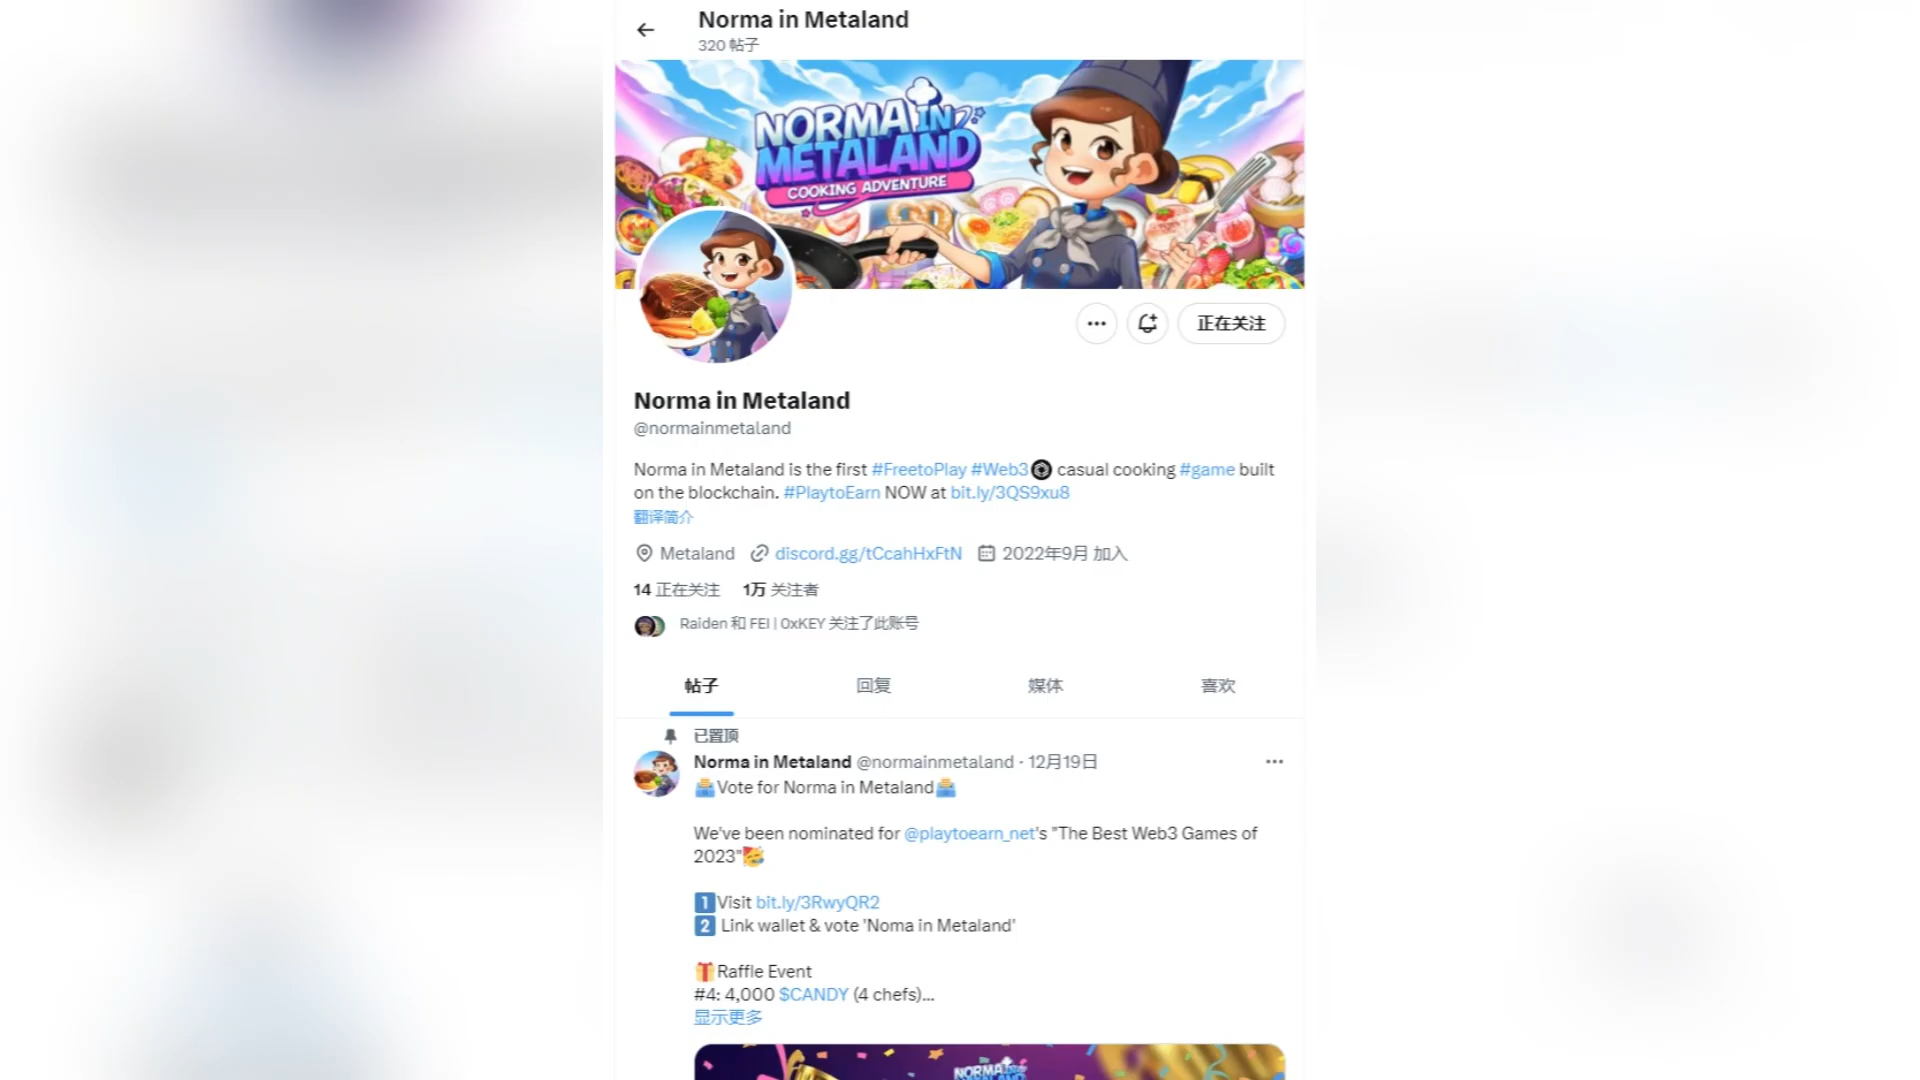 Norma in Metaland
320 帖子
NORMA IN
METALAND
COOKING ADVENTURE
正在关注
Norma in Metaland
@normainmetaland
Norma in Metaland is the first #FreetoPlay #Web3 casual cooking #game built
on the blockchain. #PlaytoEarn NOW at bit.ly/3QS9xu8
翻译简介
Metaland discord.gg/tCcahHxFtN 2022年9月 加入
14 正在关注 1万 关注者
Raiden 和 FEI | 0xKEY 关注了此账号
帖子 回复 媒体 喜欢
已置顶
Norma in Metaland @normainmetaland · 12月19日
🗳️Vote for Norma in Metaland🗳️
We've been nominated for @playtoearn_net's "The Best Web3 Games of
2023"🥳
1️⃣Visit bit.ly/3RwyQR2
2️⃣ Link wallet & vote 'Noma in Metaland'
🎁Raffle Event
#4: 4,000 $CANDY (4 chefs)...
显示更多
NORMA IN
METALAND